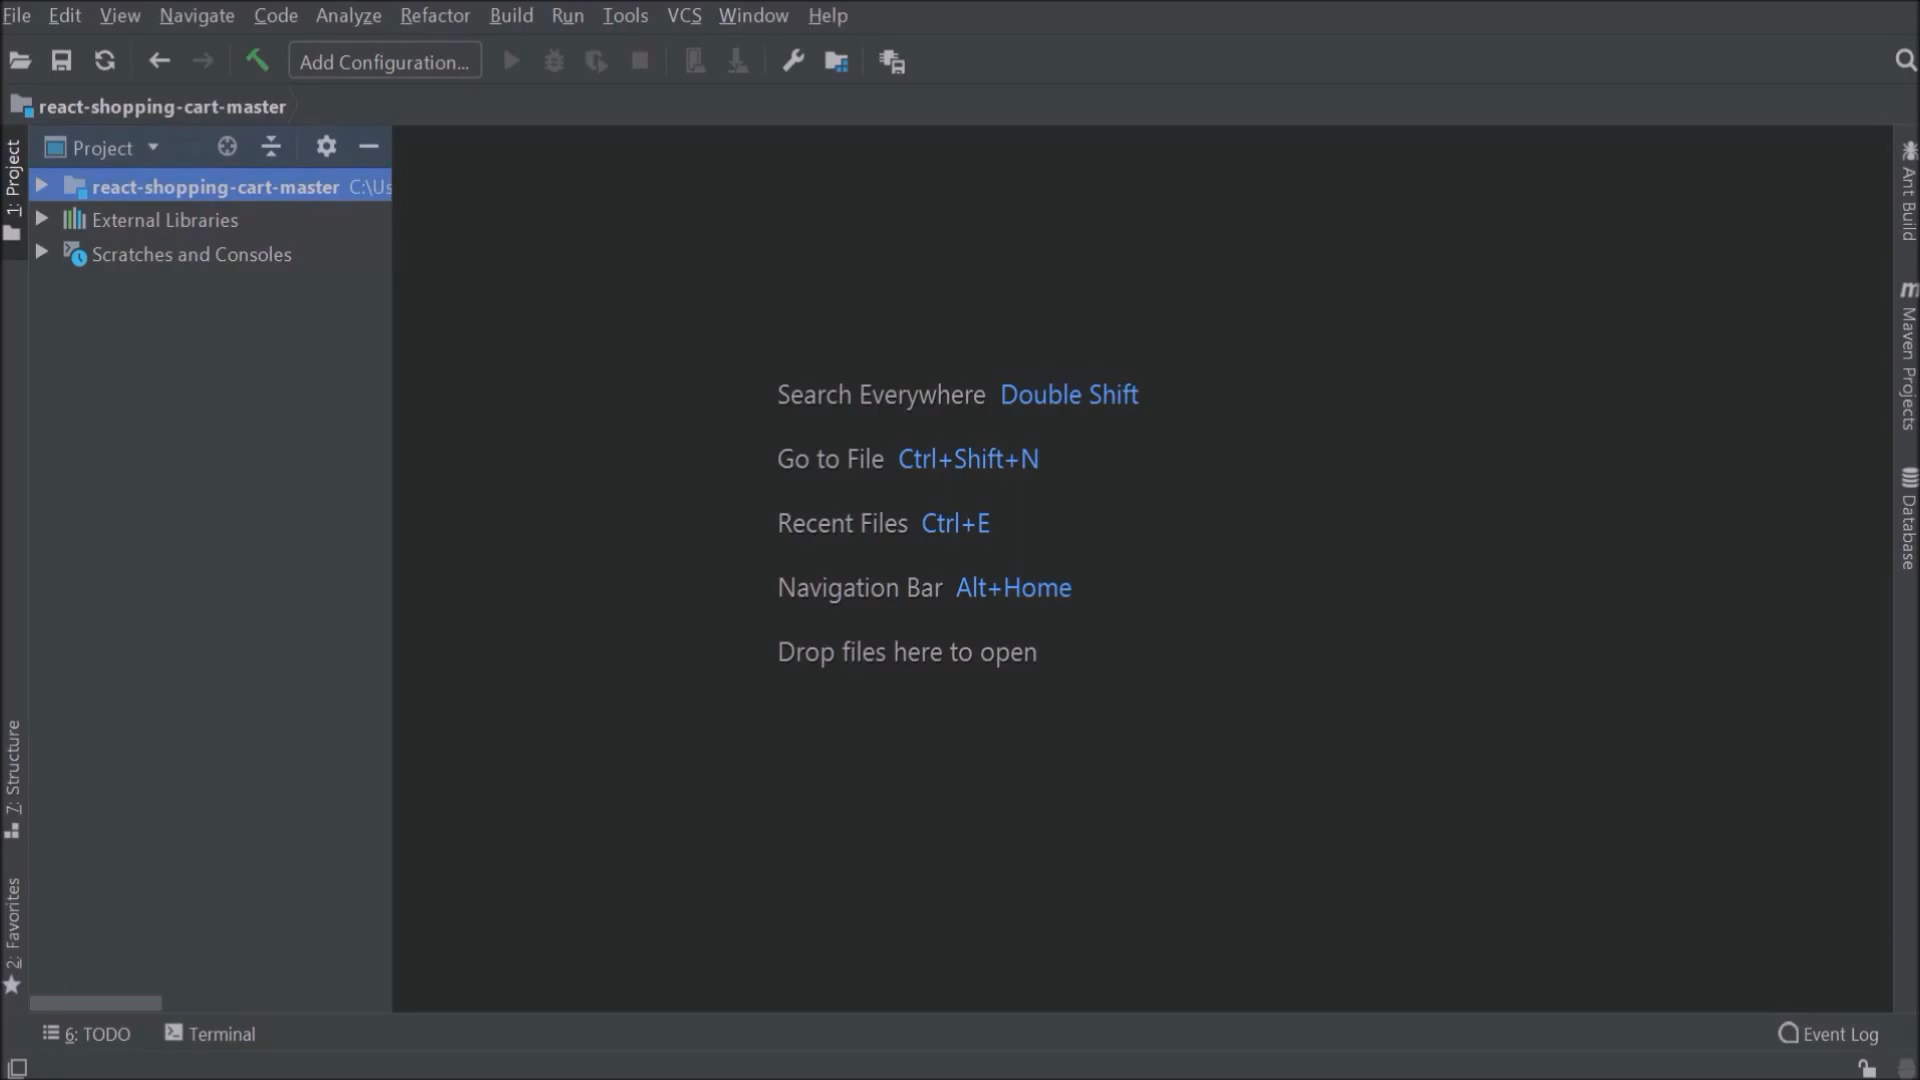 File Edit View Navigate Code Analyze Refactor Build Run Tools VCS Window Help
Add Configuration...
react-shopping-cart-master
1: Project
Project
react-shopping-cart-master C:\Us
External Libraries
Scratches and Consoles
Search Everywhere Double Shift
Go to File Ctrl+Shift+N
Recent Files Ctrl+E
Navigation Bar Alt+Home
Drop files here to open
Ant Build
m Maven Projects
Database
7: Structure
2: Favorites
6: TODO
Terminal
Event Log